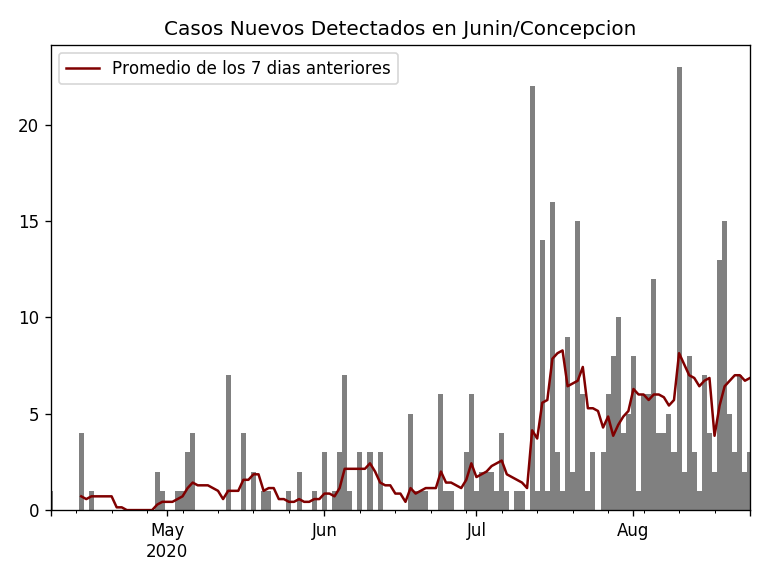 Casos Nuevos Detectados en Junin/Concepcion
Promedio de los 7 dias anteriores
20
15
10
5
0
May
2020
Jun
Jul
Aug